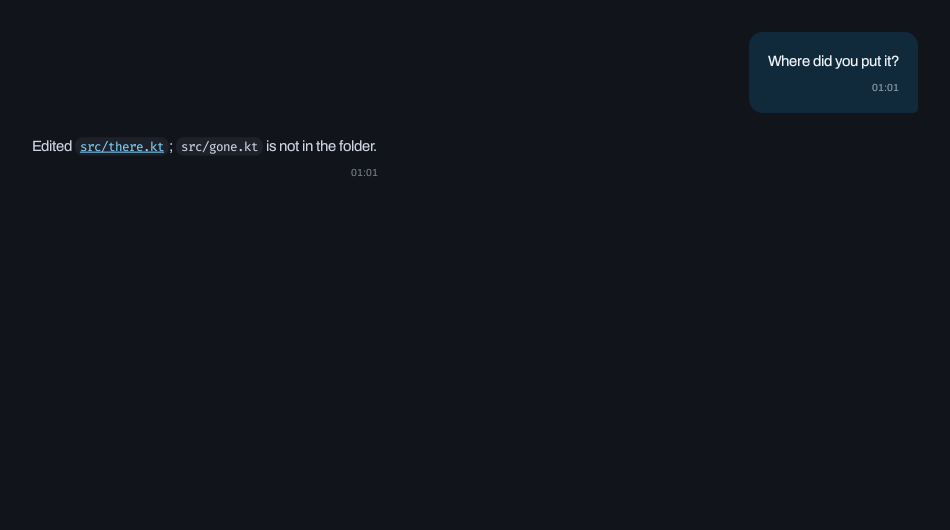 Where did you put it?
01:01
Edited src/there.kt ; src/gone.kt is not in the folder.
01:01